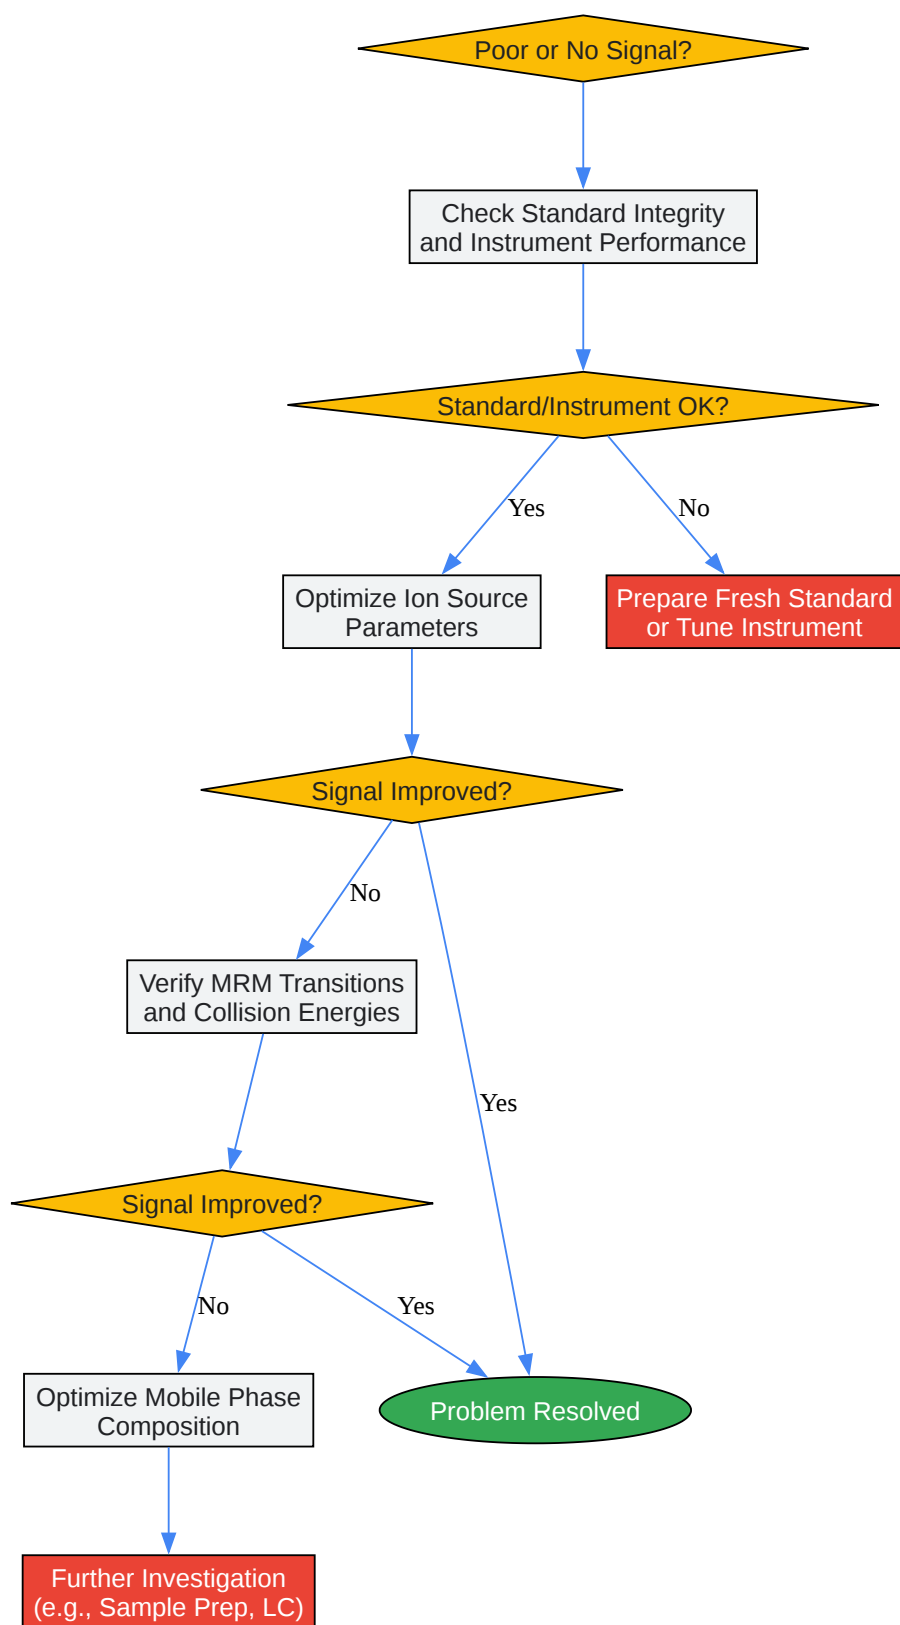 Poor or No Signal?
Check Standard Integrity
and Instrument Performance
Standard/Instrument OK?
Yes
No
Optimize Ion Source
Parameters
Prepare Fresh Standard
or Tune Instrument
Signal Improved?
No
Verify MRM Transitions
and Collision Energies
Yes
Signal Improved?
No
Yes
Optimize Mobile Phase
Composition
Problem Resolved
Further Investigation
(e.g., Sample Prep, LC)